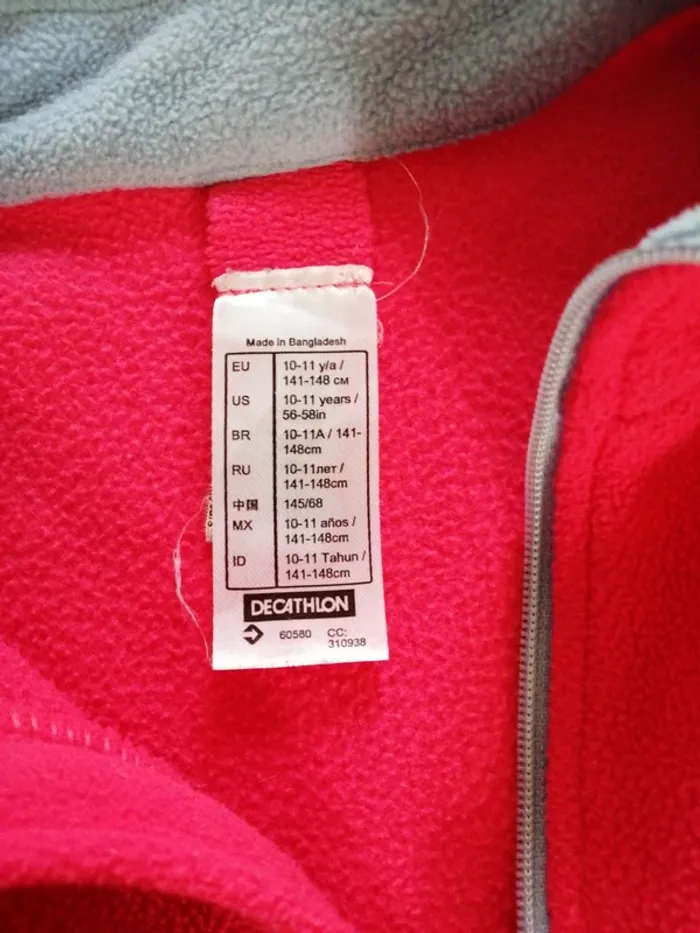 Made in Bangladesh
EU 10-11 y/a /
141-148 см
US 10-11 years /
56-58in
BR 10-11A / 141-
148cm
RU 10-11лет /
141-148cm
中国 145/68
MX 10-11 años /
141-148cm
ID 10-11 Tahun /
141-148cm
DECATHLON
60580 CC:
310938